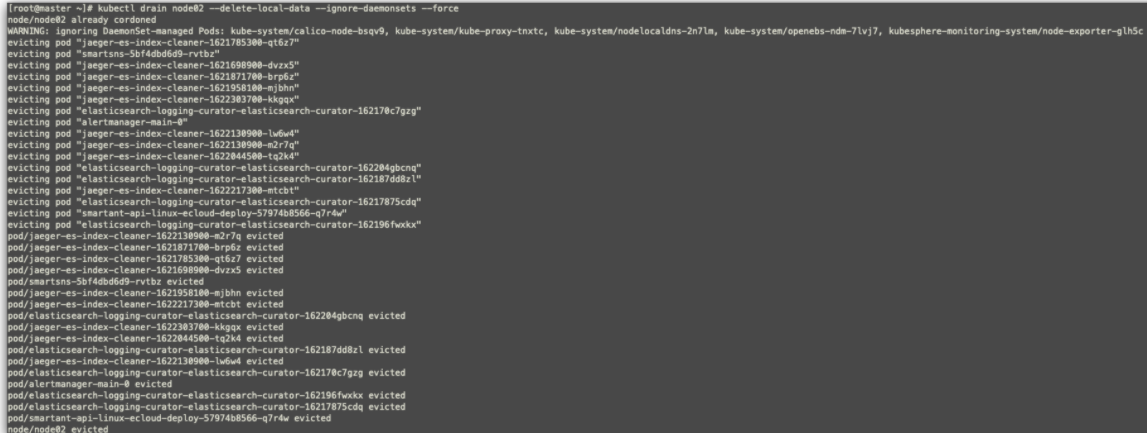 [root@master ~]# kubectl drain node02 --delete-local-data --ignore-daemonsets --force
node/node02 already cordoned
WARNING: ignoring DaemonSet-managed Pods: kube-system/calico-node-bsqv9, kube-system/kube-proxy-tnxtc, kube-system/nodelocaldns-2n7lm, kube-system/openebs-ndm-7lvj7, kubesphere-monitoring-system/node-exporter-glh5c
evicting pod "jaeger-es-index-cleaner-1621785300-qt6z7"
evicting pod "smartsns-5bf4dbd6d9-rvtbz"
evicting pod "jaeger-es-index-cleaner-1621698900-dvzx5"
evicting pod "jaeger-es-index-cleaner-1621871700-brp6z"
evicting pod "jaeger-es-index-cleaner-1621958100-mjbhn"
evicting pod "jaeger-es-index-cleaner-1622303700-kkgqx"
evicting pod "elasticsearch-logging-curator-elasticsearch-curator-162170c7gzg"
evicting pod "alertmanager-main-0"
evicting pod "jaeger-es-index-cleaner-1622130900-lw6w4"
evicting pod "jaeger-es-index-cleaner-1622130900-m2r7q"
evicting pod "jaeger-es-index-cleaner-1622044500-tq2k4"
evicting pod "elasticsearch-logging-curator-elasticsearch-curator-162204gbcnq"
evicting pod "elasticsearch-logging-curator-elasticsearch-curator-162187dd8zl"
evicting pod "jaeger-es-index-cleaner-1622217300-mtcbt"
evicting pod "elasticsearch-logging-curator-elasticsearch-curator-16217875cdq"
evicting pod "smartant-api-linux-ecloud-deploy-57974b8566-q7r4w"
evicting pod "elasticsearch-logging-curator-elasticsearch-curator-162196fwxkx"
pod/jaeger-es-index-cleaner-1622130900-m2r7q evicted
pod/jaeger-es-index-cleaner-1621871700-brp6z evicted
pod/jaeger-es-index-cleaner-1621785300-qt6z7 evicted
pod/jaeger-es-index-cleaner-1621698900-dvzx5 evicted
pod/smartsns-5bf4dbd6d9-rvtbz evicted
pod/jaeger-es-index-cleaner-1621958100-mjbhn evicted
pod/jaeger-es-index-cleaner-1622217300-mtcbt evicted
pod/elasticsearch-logging-curator-elasticsearch-curator-162204gbcnq evicted
pod/jaeger-es-index-cleaner-1622303700-kkgqx evicted
pod/jaeger-es-index-cleaner-1622044500-tq2k4 evicted
pod/elasticsearch-logging-curator-elasticsearch-curator-162187dd8zl evicted
pod/jaeger-es-index-cleaner-1622130900-lw6w4 evicted
pod/elasticsearch-logging-curator-elasticsearch-curator-162170c7gzg evicted
pod/alertmanager-main-0 evicted
pod/elasticsearch-logging-curator-elasticsearch-curator-162196fwxkx evicted
pod/elasticsearch-logging-curator-elasticsearch-curator-16217875cdq evicted
pod/smartant-api-linux-ecloud-deploy-57974b8566-q7r4w evicted
node/node02 evicted